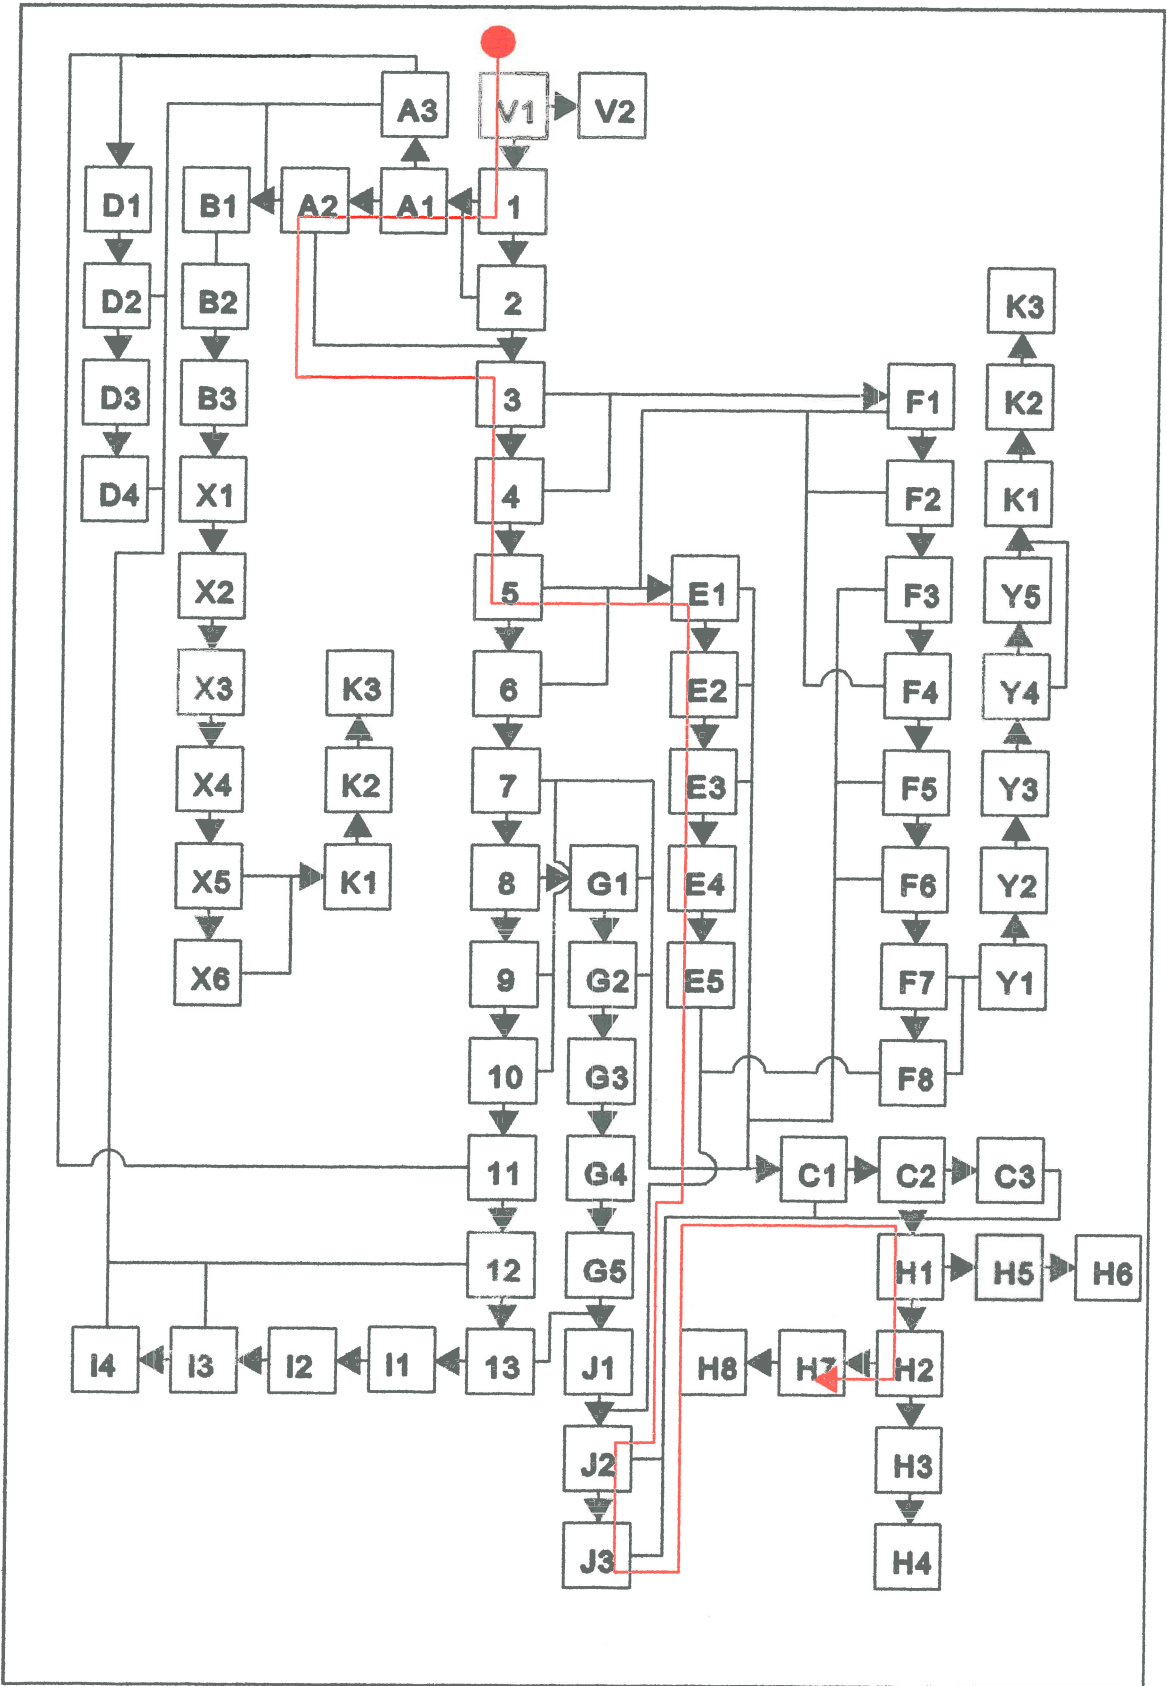 A3 V1 V2
D1 B1 A2 A1 1
D2 B2 2 K3
D3 B3 3 F1 K2
D4 X1 4 F2 K1
X2 5 E1 F3 Y5
X3 K3 6 E2 F4 Y4
X4 K2 7 E3 F5 Y3
X5 K1 8 G1 E4 F6 Y2
X6 9 G2 E5 F7 Y1
10 G3 F8
11 G4 C1 C2 C3
12 G5 H1 H5 H6
I4 I3 I2 I1 13 J1 H8 H7 H2
J2 H3
J3 H4